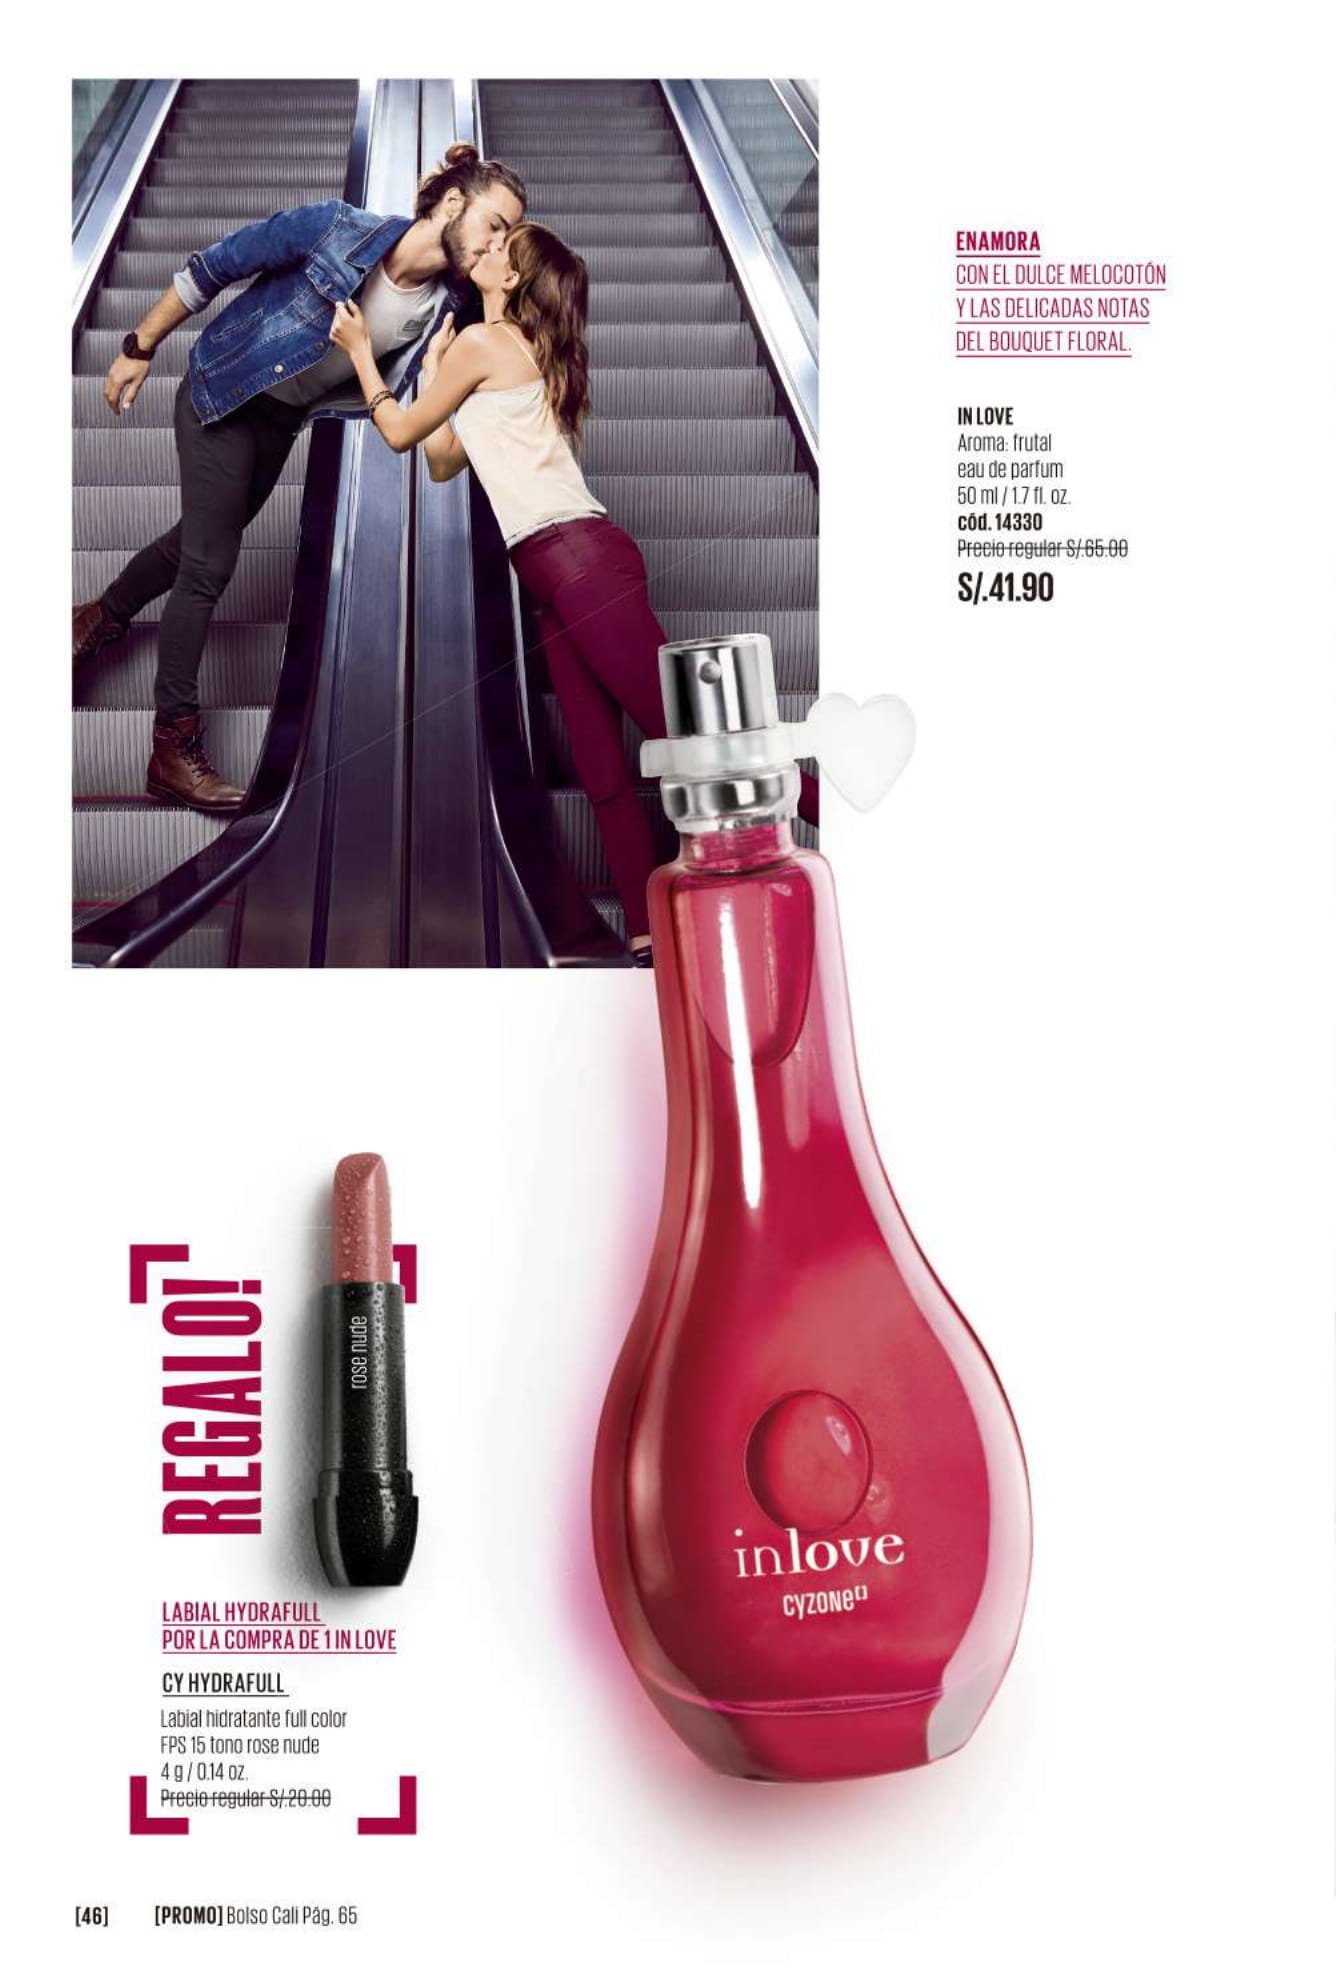 ENAMORA
CON EL DULCE MELOCOTÓN
Y LAS DELICADAS NOTAS
DEL BOUQUET FLORAL.
IN LOVE
Aroma: frutal
eau de parfum
50 ml / 1.7 fl. oz.
cód. 14330
Precio regular S/.65.00
S/.41.90
REGALO!
rose nude
LABIAL HYDRAFULL
POR LA COMPRA DE 1 IN LOVE
CY HYDRAFULL
Labial hidratante full color
FPS 15 tono rose nude
4 g / 0.14 oz.
Precio regular S/.20.00
inlove
cyzone[]
[46] [PROMO] Bolso Cali Pág. 65